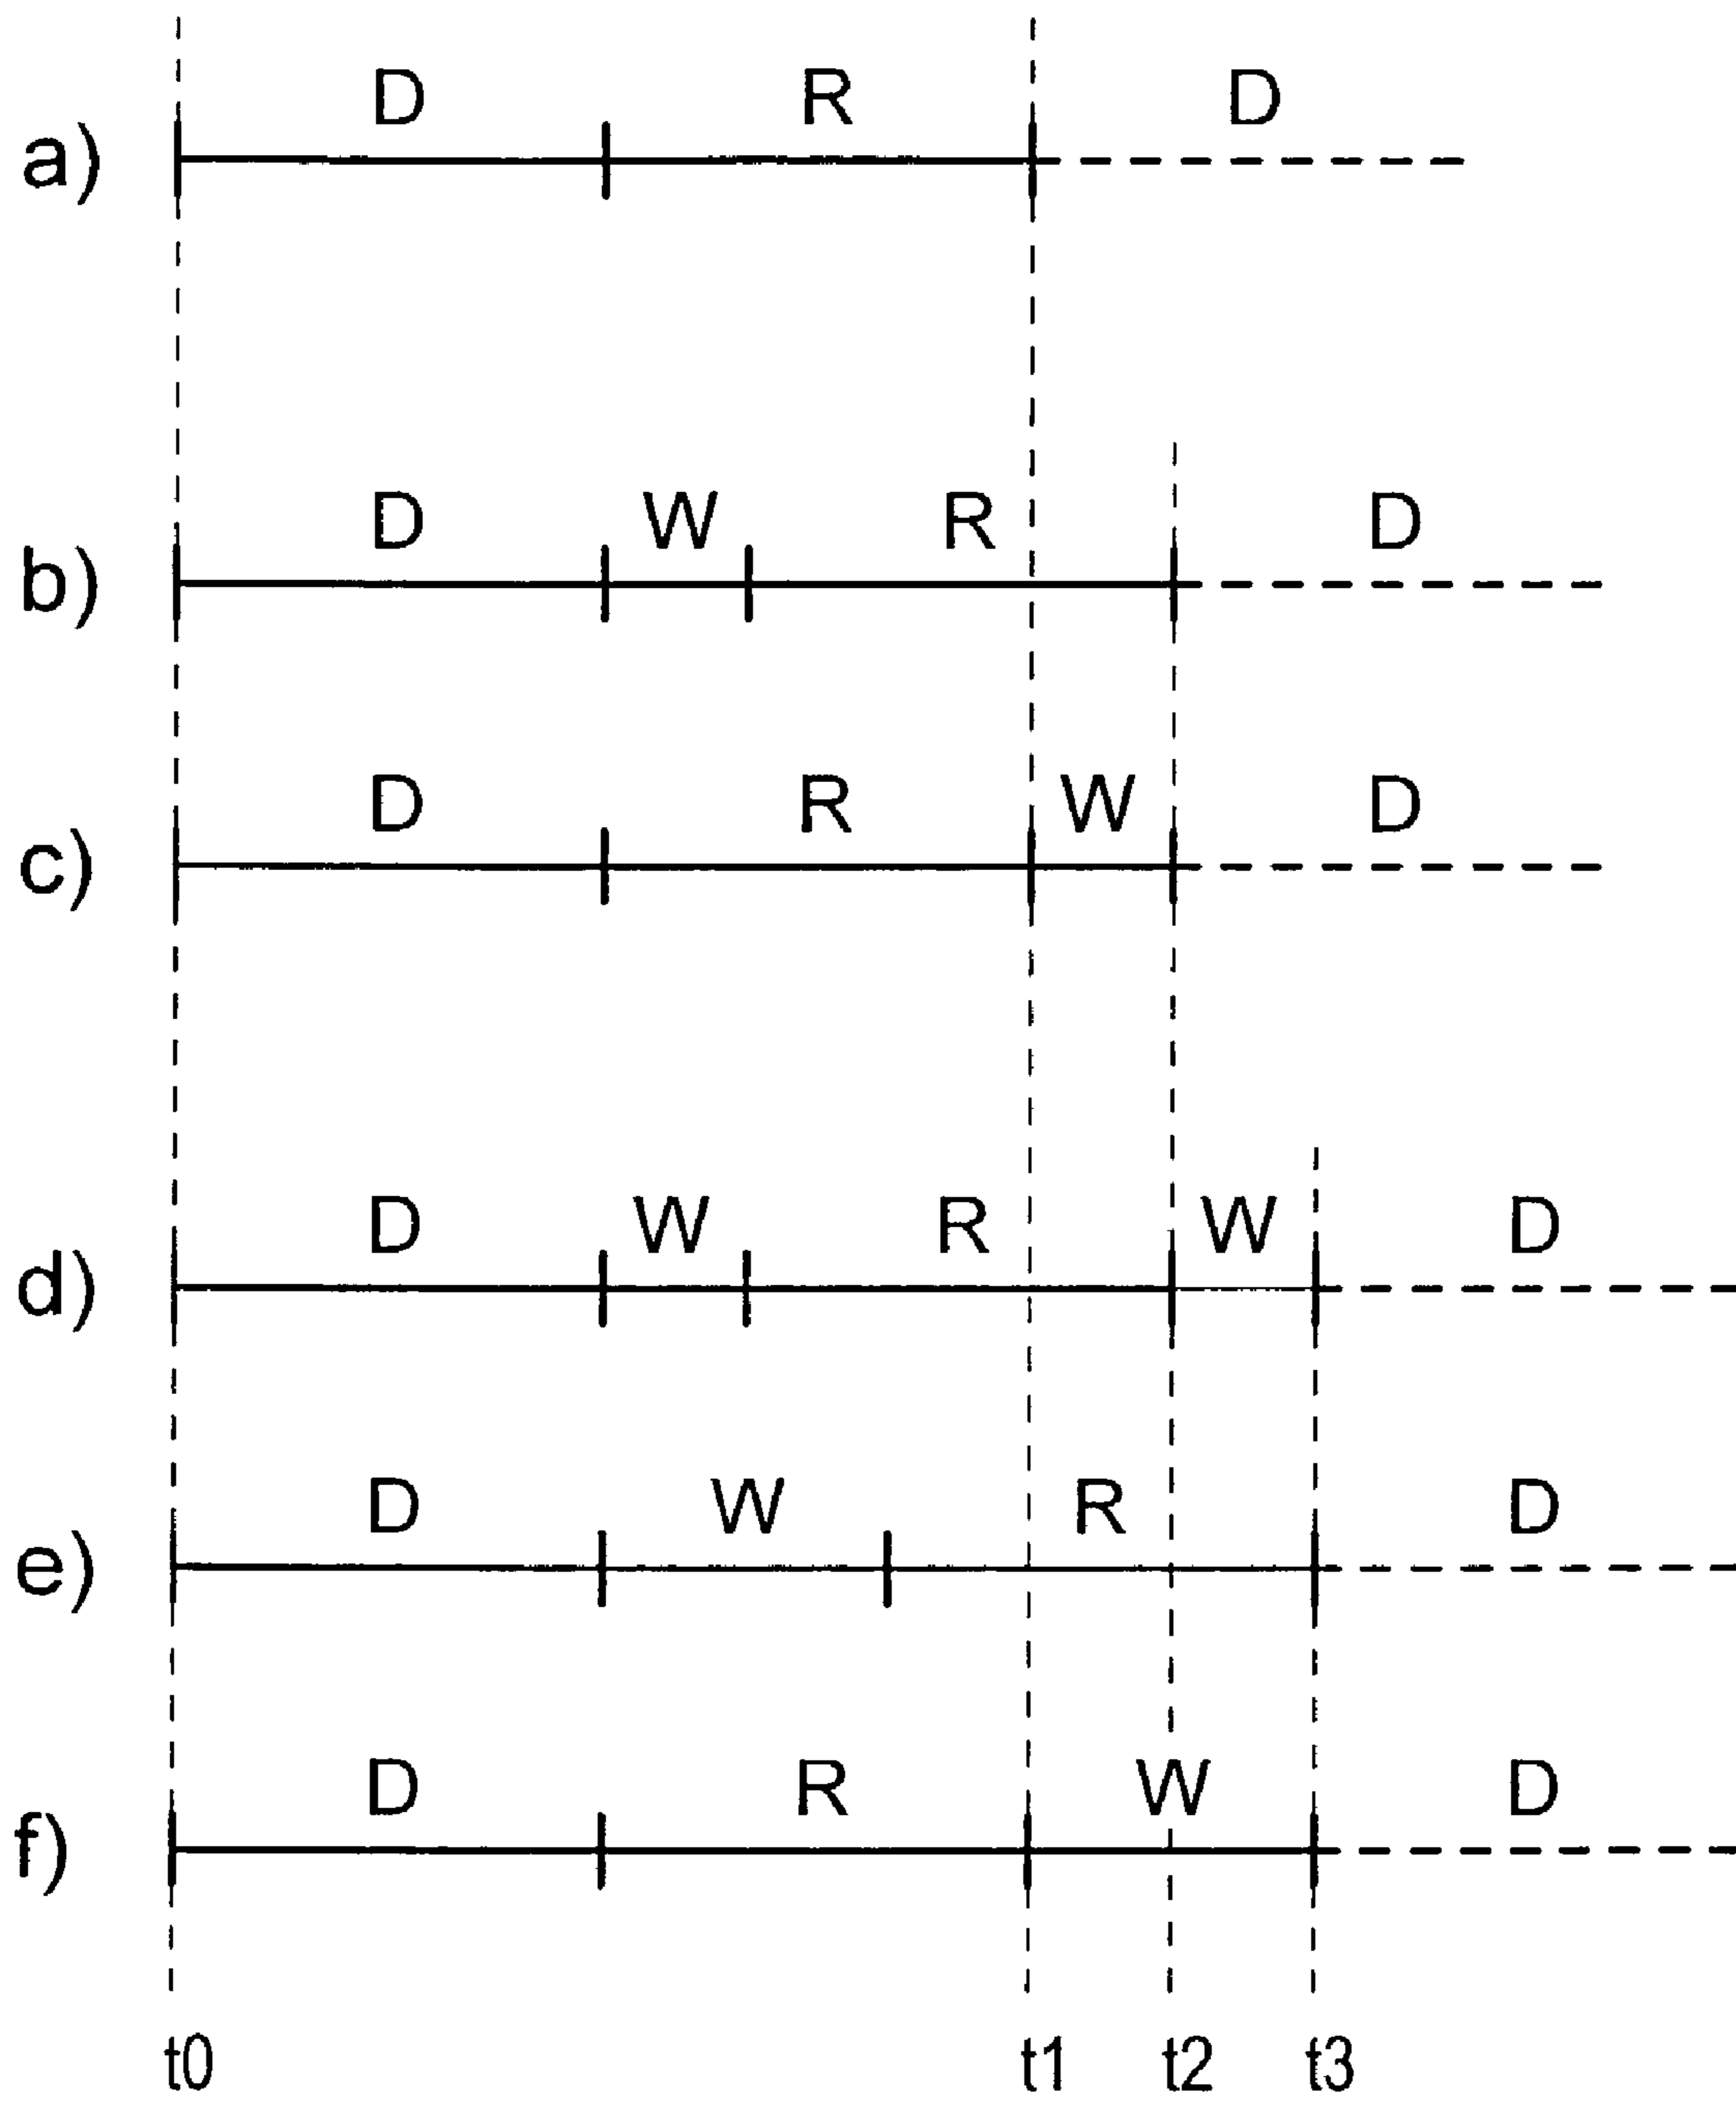 D R D
a)
D W R D
b)
D R W D
c)
D W R W D
d)
D W R D
e)
D R W D
f)
t0 t1 t2 t3